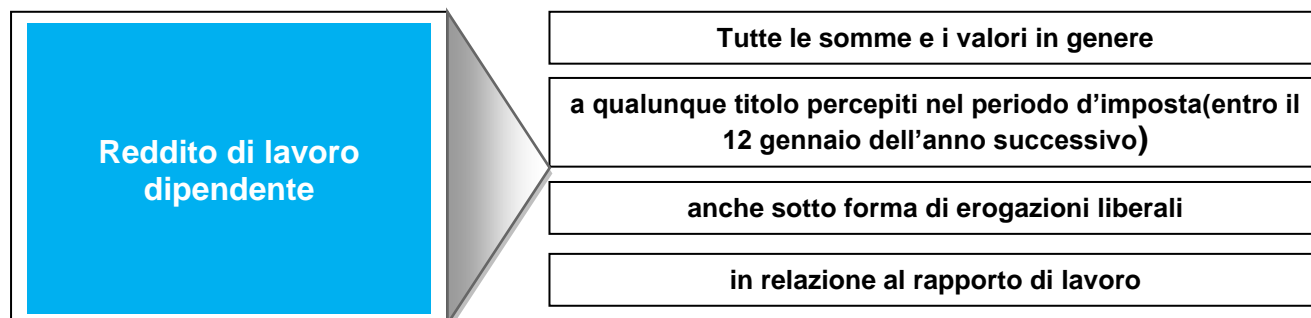 Reddito di lavoro
dipendente
Tutte le somme e i valori in genere
a qualunque titolo percepiti nel periodo d’imposta(entro il
12 gennaio dell’anno successivo)
anche sotto forma di erogazioni liberali
in relazione al rapporto di lavoro